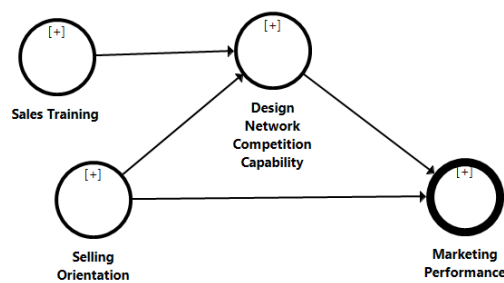 [+]
Sales Training
[+]
Design
Network
Competition
Capability
[+]
Selling
Orientation
[+]
Marketing
Performance